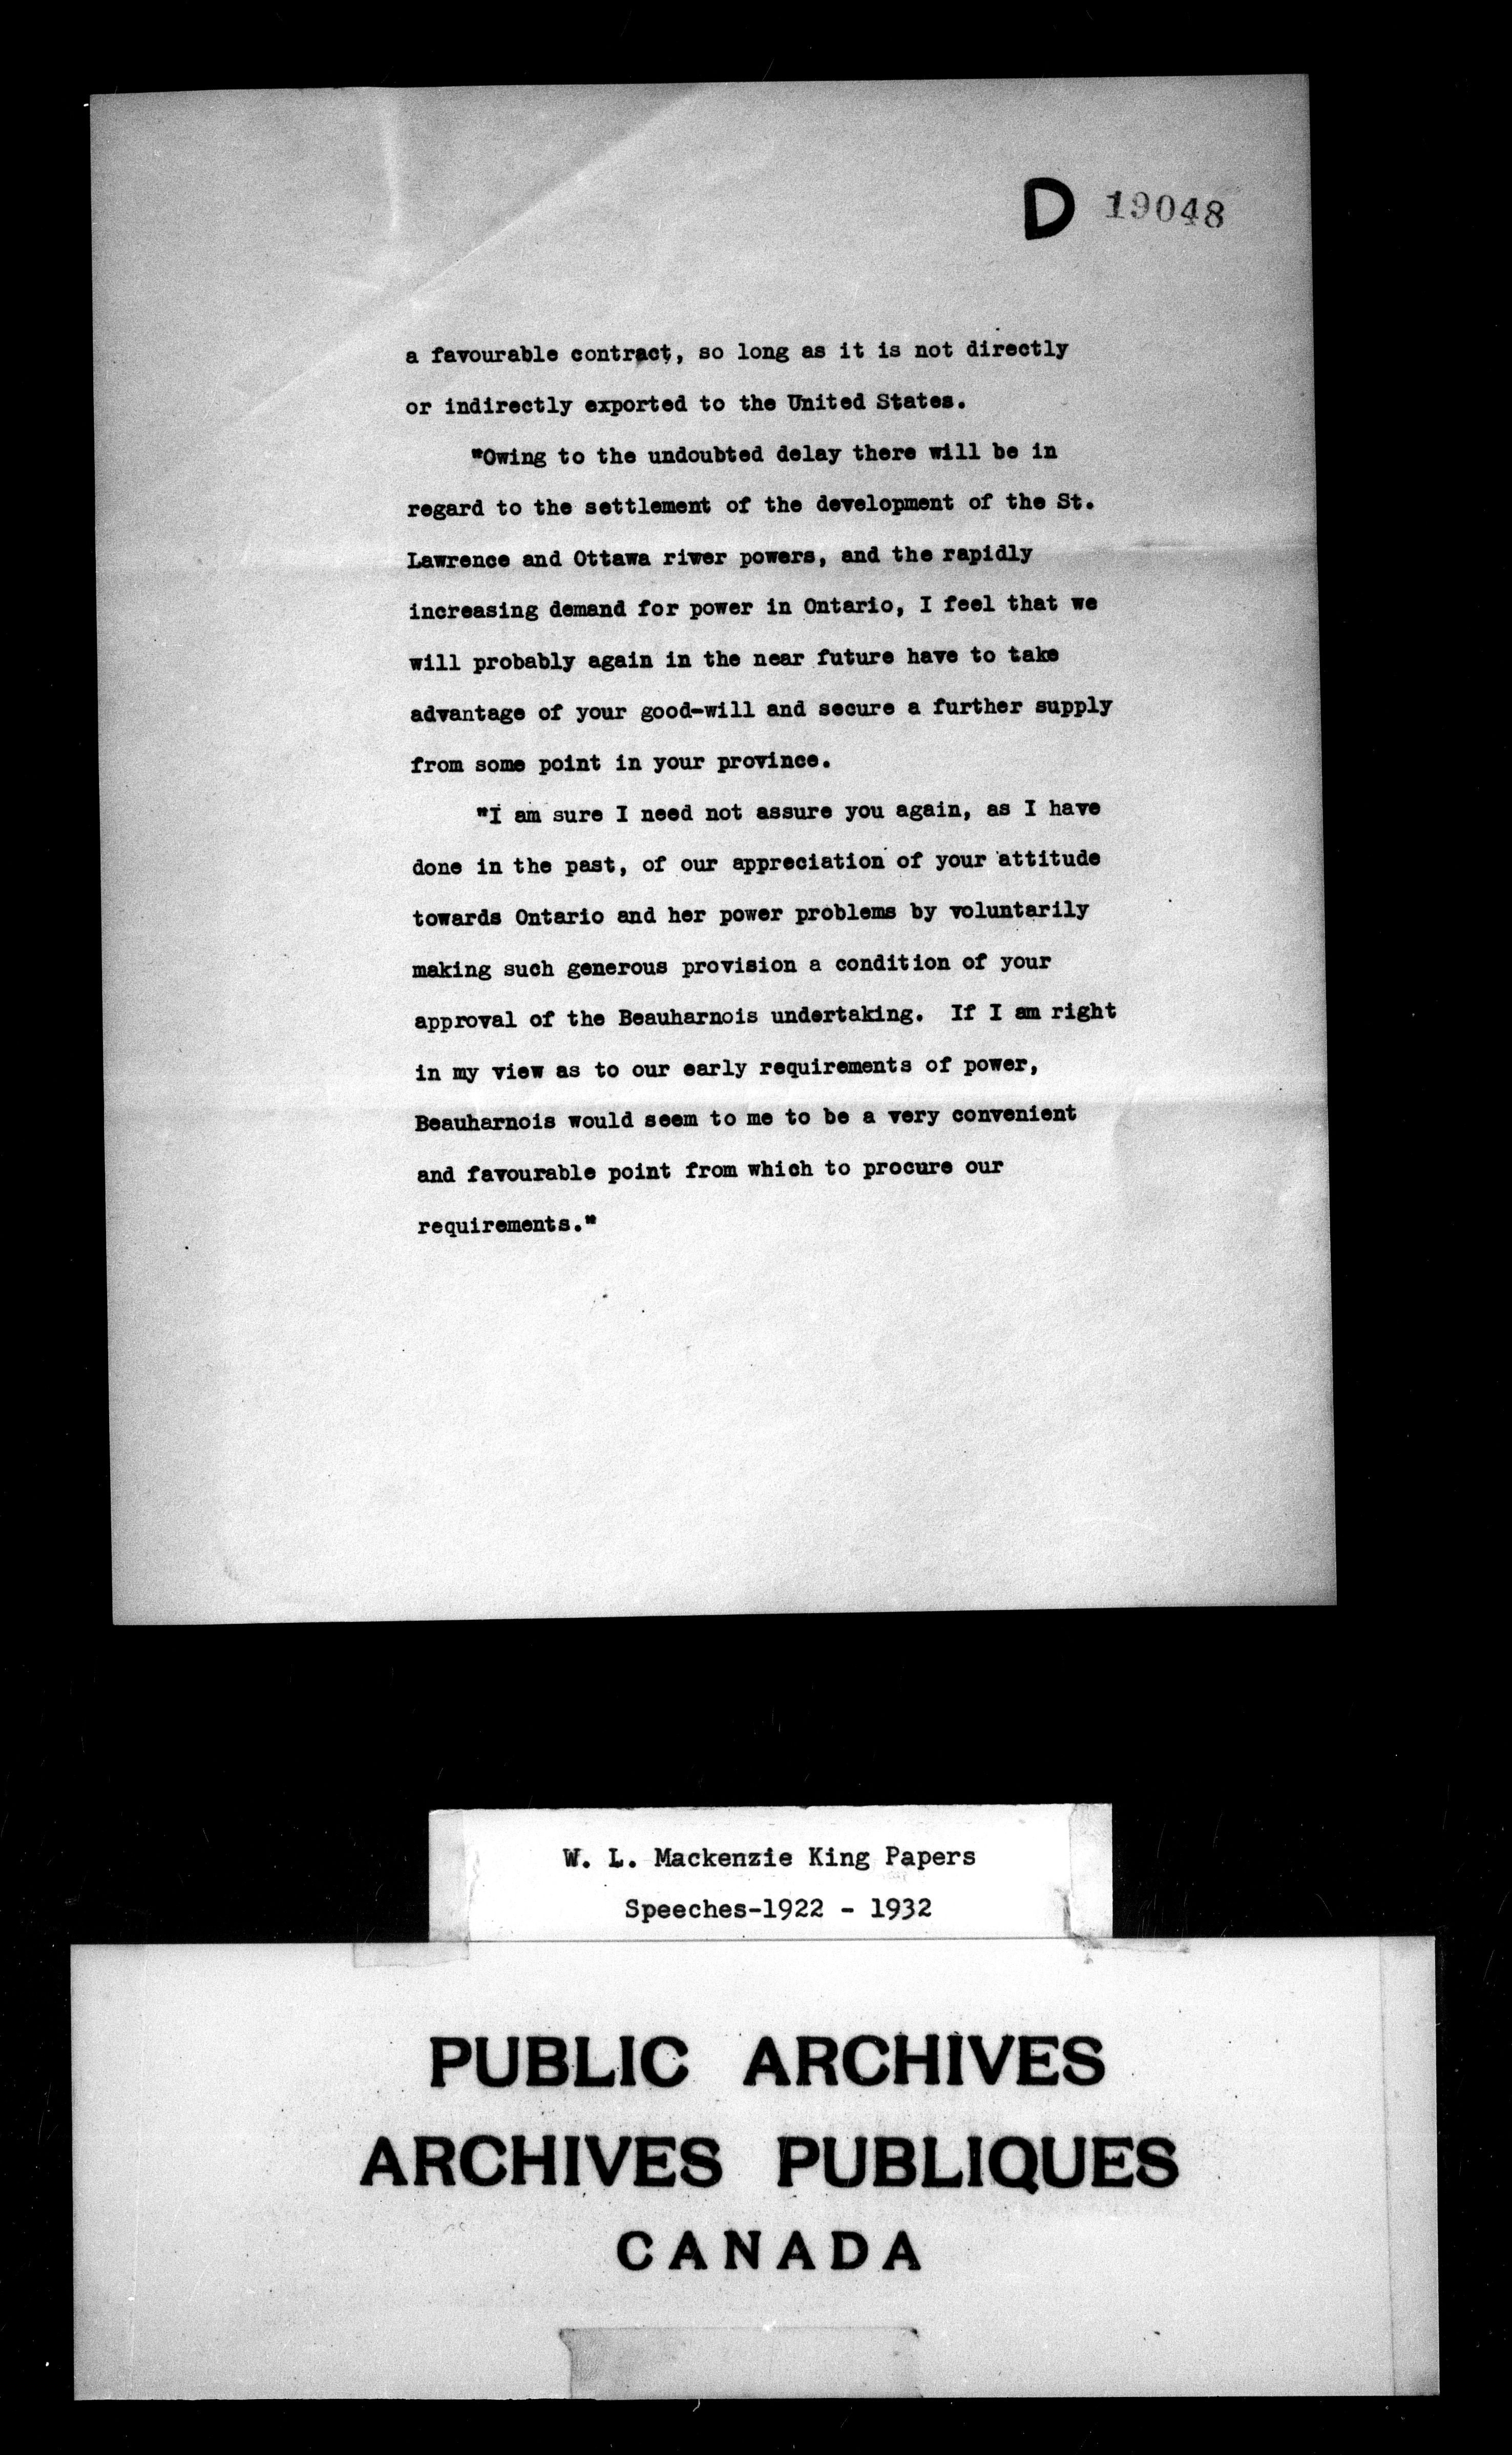 D 19048
a favourable contract, so long as it is not directly
or indirectly exported to the United States.
"Owing to the undoubted delay there will be in
regard to the settlement of the development of the St.
Lawrence and Ottawa riwer powers, and the rapidly
increasing demand for power in Ontario, I feel that we
will probably again in the near future have to take
advantage of your good-will and secure a further supply
from some point in your province.
"I am sure I need not assure you again, as I have
done in the past, of our appreciation of your attitude
towards Ontario and her power problems by voluntarily
making such generous provision a condition of your
approval of the Beauharnois undertaking. If I am right
in my view as to our early requirements of power,
Beauharnois would seem to me to be a very convenient
and favourable point from which to procure our
requirements."
W. L. Mackenzie King Papers
Speeches-1922 - 1932
PUBLIC ARCHIVES
ARCHIVES PUBLIQUES
CANADA